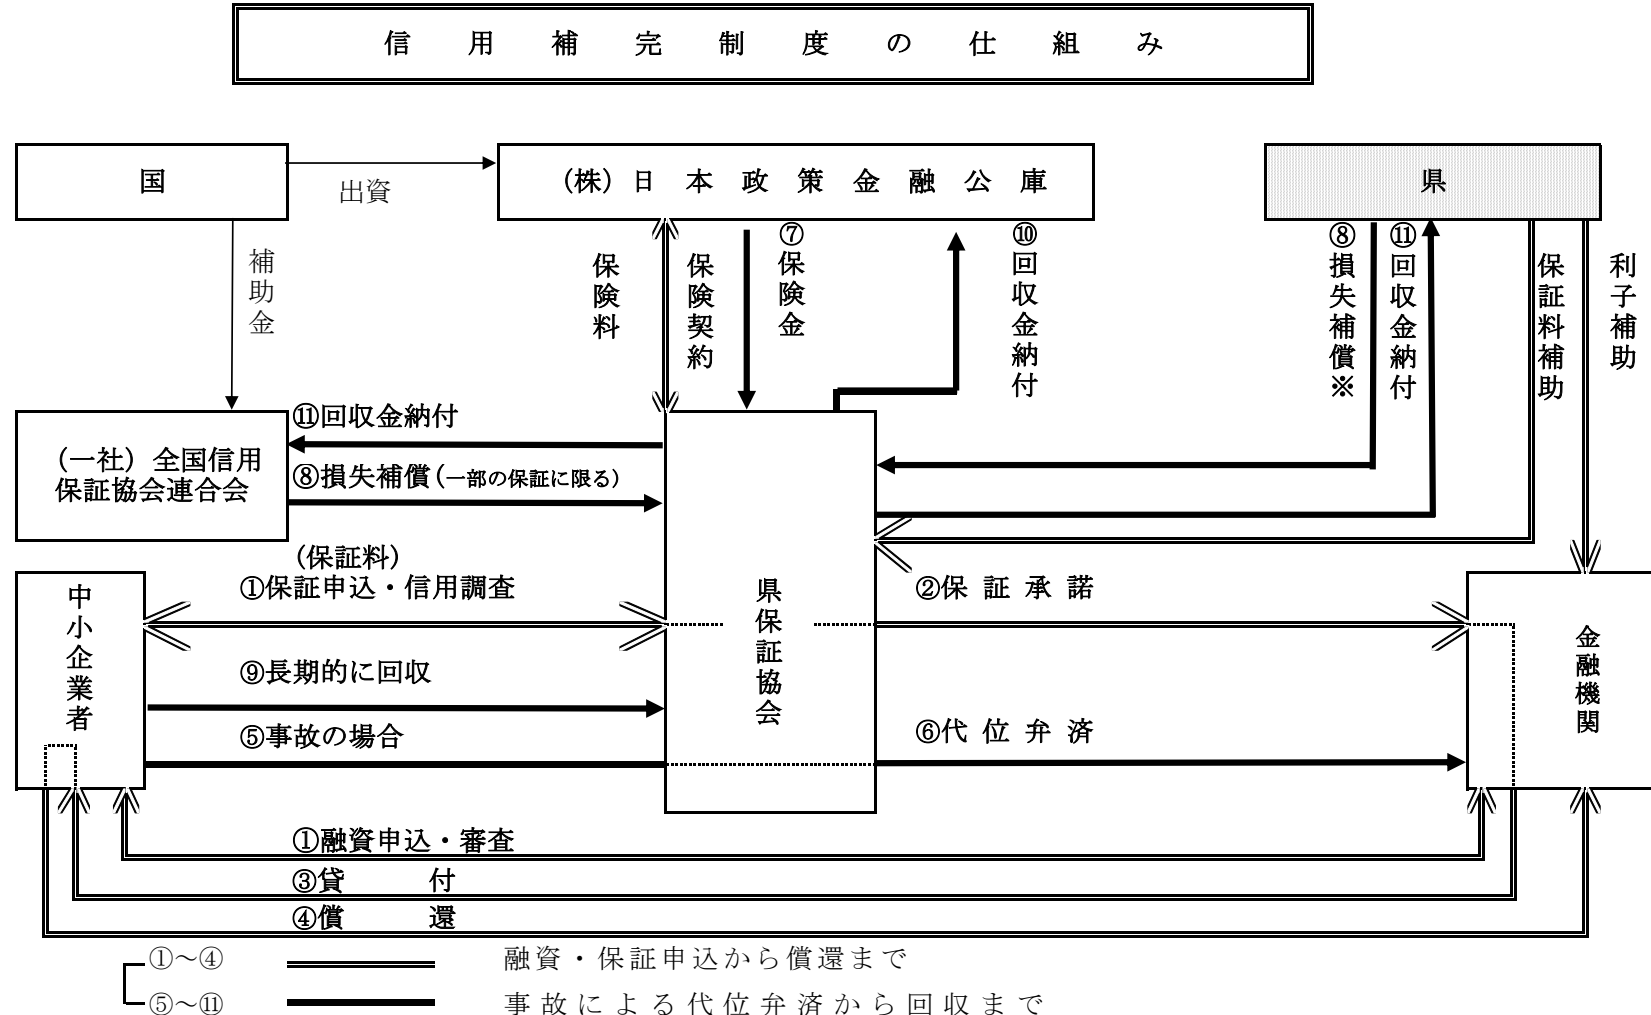 信用補完制度の仕組み
国
出資
（株）日本政策金融公庫
県
補助金
保険料
保険契約
⑦保険金
⑩回収金納付
⑧損失補償※
⑪回収金納付
保証料補助
利子補助
（一社）全国信用
保証協会連合会
⑪回収金納付
⑧損失補償（一部の保証に限る）
（保証料）
①保証申込・信用調査
②保証承諾
中小企業者
県保証協会
金融機関
⑨長期的に回収
⑤事故の場合
⑥代位弁済
①融資申込・審査
③貸付
④償還
①～④ 融資・保証申込から償還まで
⑤～⑪ 事故による代位弁済から回収まで